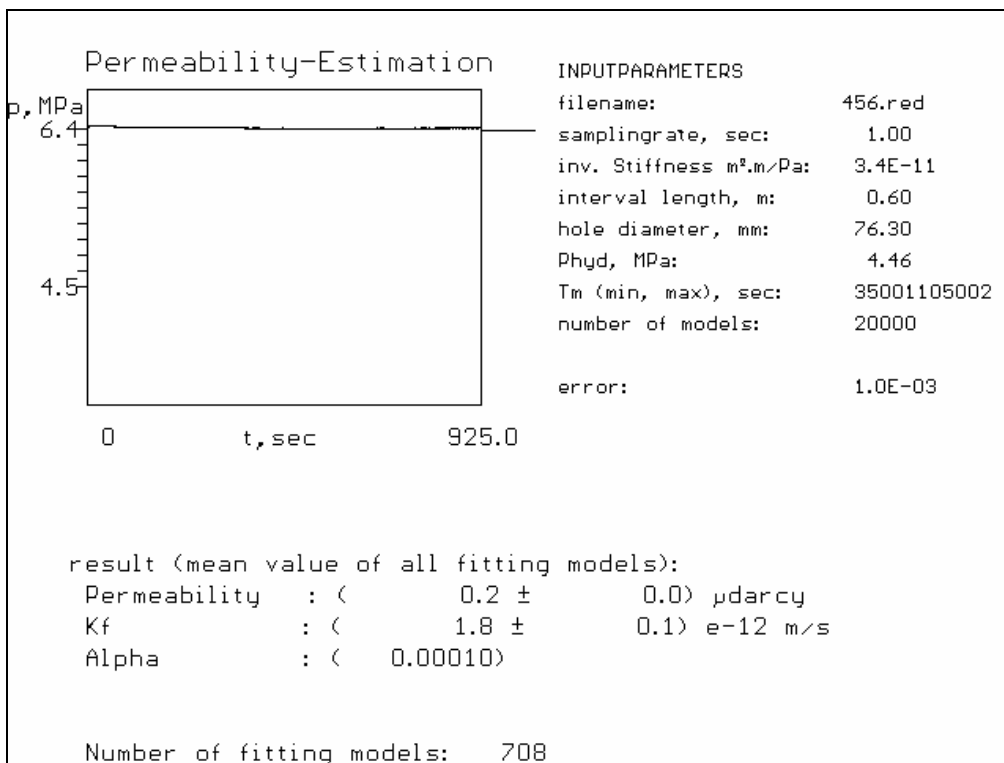 Permeability-Estimation
p,MPa
6.4
4.5
0 t,sec 925.0
INPUTPARAMETERS
filename: 456.red
samplingrate, sec: 1.00
inv. Stiffness m².m/Pa: 3.4E-11
interval length, m: 0.60
hole diameter, mm: 76.30
Phyd, MPa: 4.46
Tm (min, max), sec: 35001105002
number of models: 20000
error: 1.0E-03
result (mean value of all fitting models):
Permeability : ( 0.2 ± 0.0) µdarcy
Kf : ( 1.8 ± 0.1) e-12 m/s
Alpha : ( 0.00010)
Number of fitting models: 708